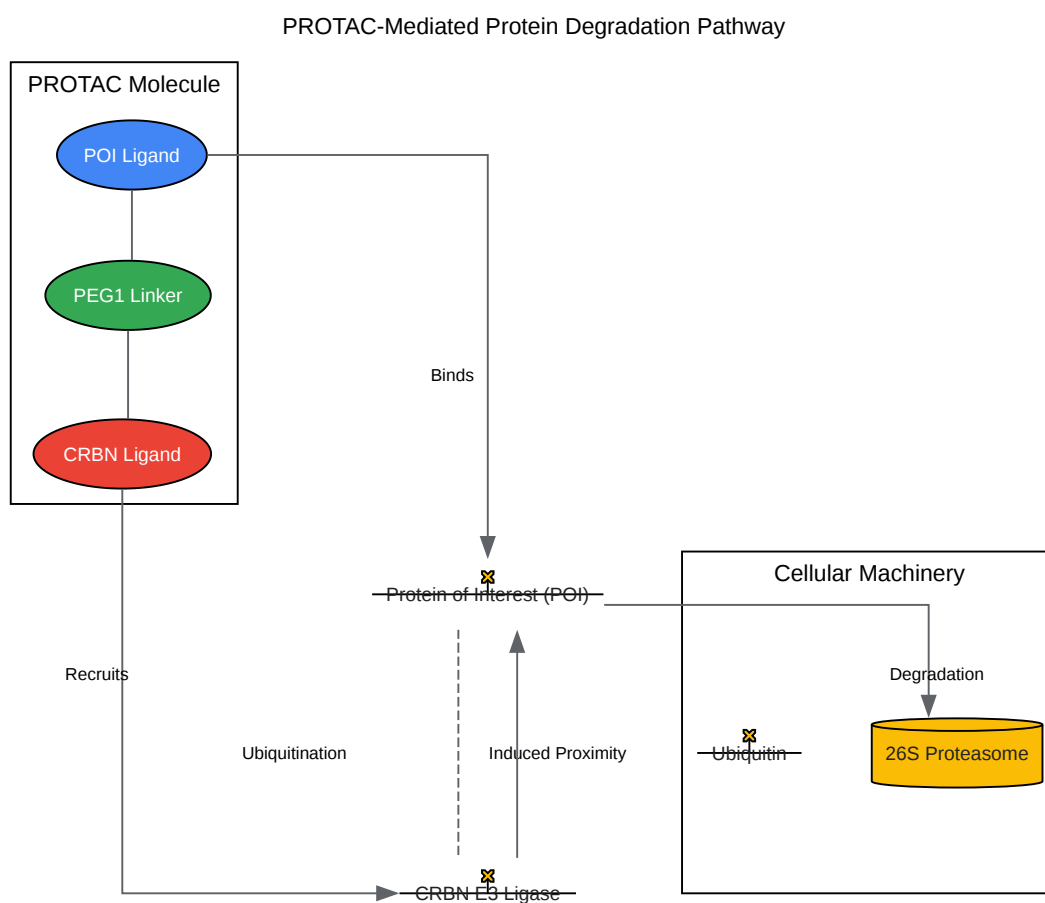 PROTAC-Mediated Protein Degradation Pathway
PROTAC Molecule
POI Ligand
PEG1 Linker
CRBN Ligand
Binds
Protein of Interest (POI)
Cellular Machinery
Recruits
Degradation
Ubiquitination
Induced Proximity
Ubiquitin
26S Proteasome
CRBN E3 Ligase